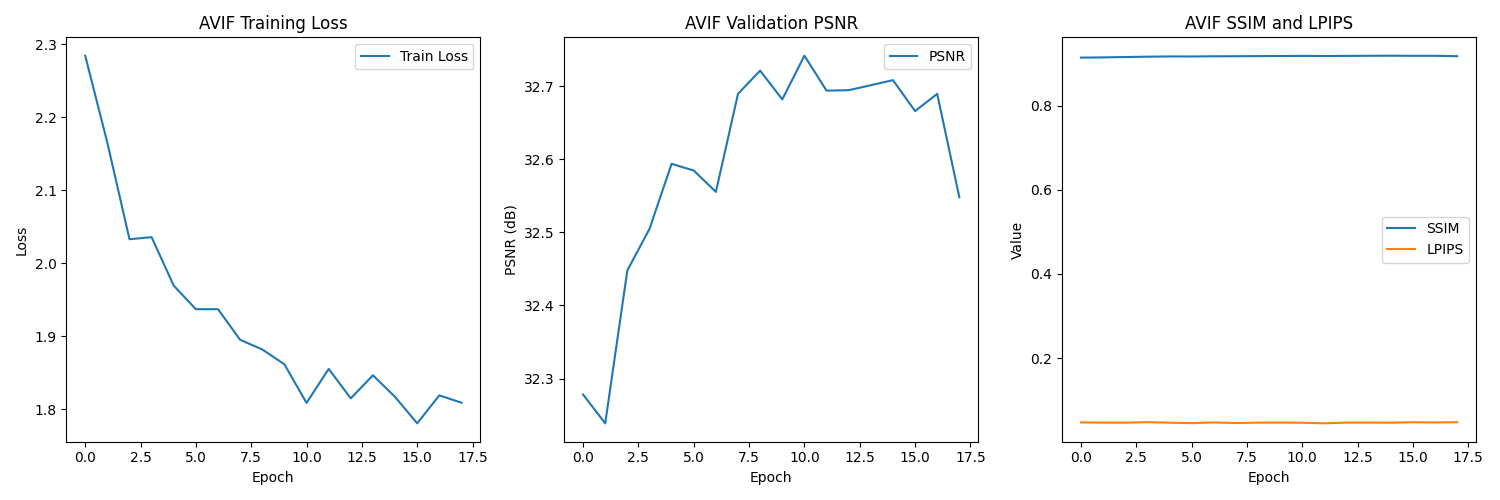 AVIF Training Loss
2.3
2.2
2.1
2.0
1.9
1.8
Loss
Train Loss
0.0 2.5 5.0 7.5 10.0 12.5 15.0 17.5
Epoch
AVIF Validation PSNR
32.7
32.6
32.5
32.4
32.3
PSNR (dB)
PSNR
0.0 2.5 5.0 7.5 10.0 12.5 15.0 17.5
Epoch
AVIF SSIM and LPIPS
0.8
0.6
0.4
0.2
Value
SSIM
LPIPS
0.0 2.5 5.0 7.5 10.0 12.5 15.0 17.5
Epoch